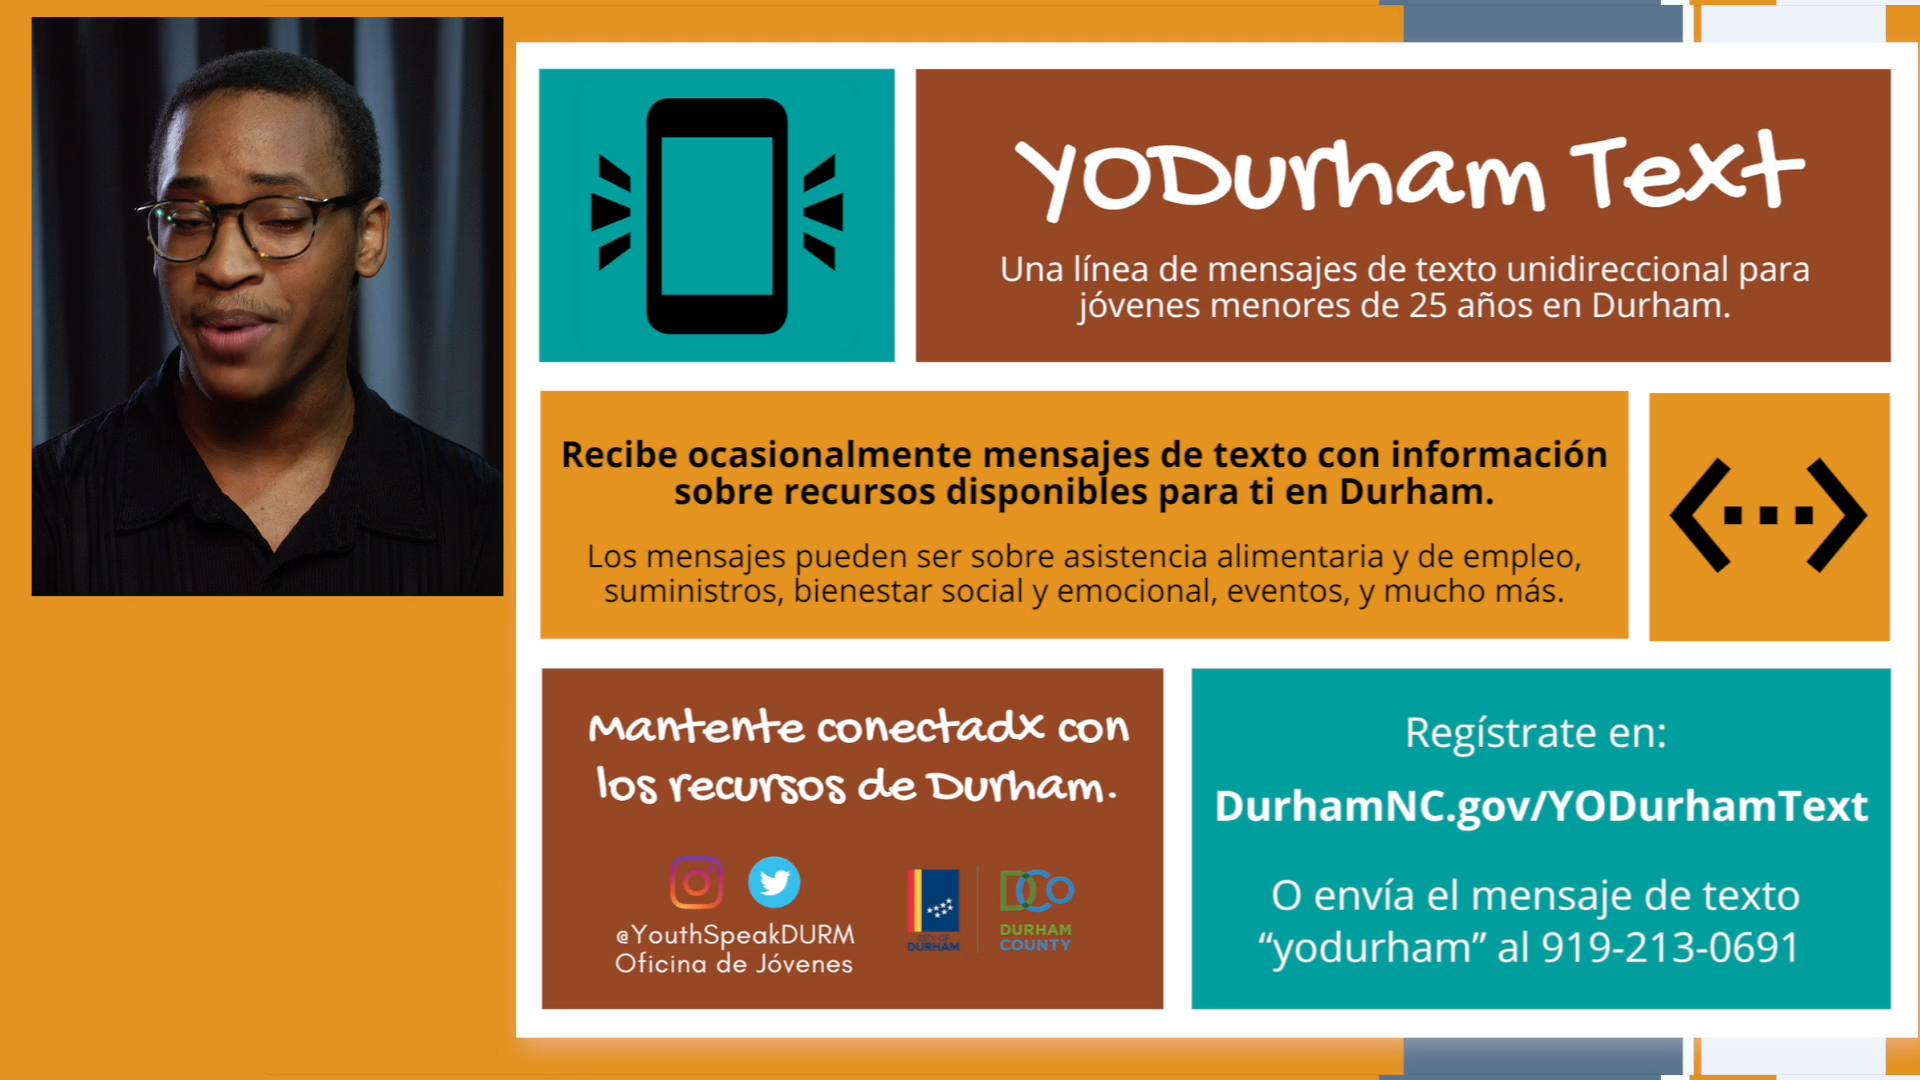 YODurham Text
Una línea de mensajes de texto unidireccional para
jóvenes menores de 25 años en Durham.
Recibe ocasionalmente mensajes de texto con información
sobre recursos disponibles para ti en Durham.
Los mensajes pueden ser sobre asistencia alimentaria y de empleo,
suministros, bienestar social y emocional, eventos, y mucho más.
Mantente conectadx con
los recursos de Durham.
@YouthSpeakDURM
Oficina de Jóvenes
CITY OF
DURHAM
DCo
DURHAM
COUNTY
Regístrate en:
DurhamNC.gov/YODurhamText
O envía el mensaje de texto
“yodurham” al 919-213-0691